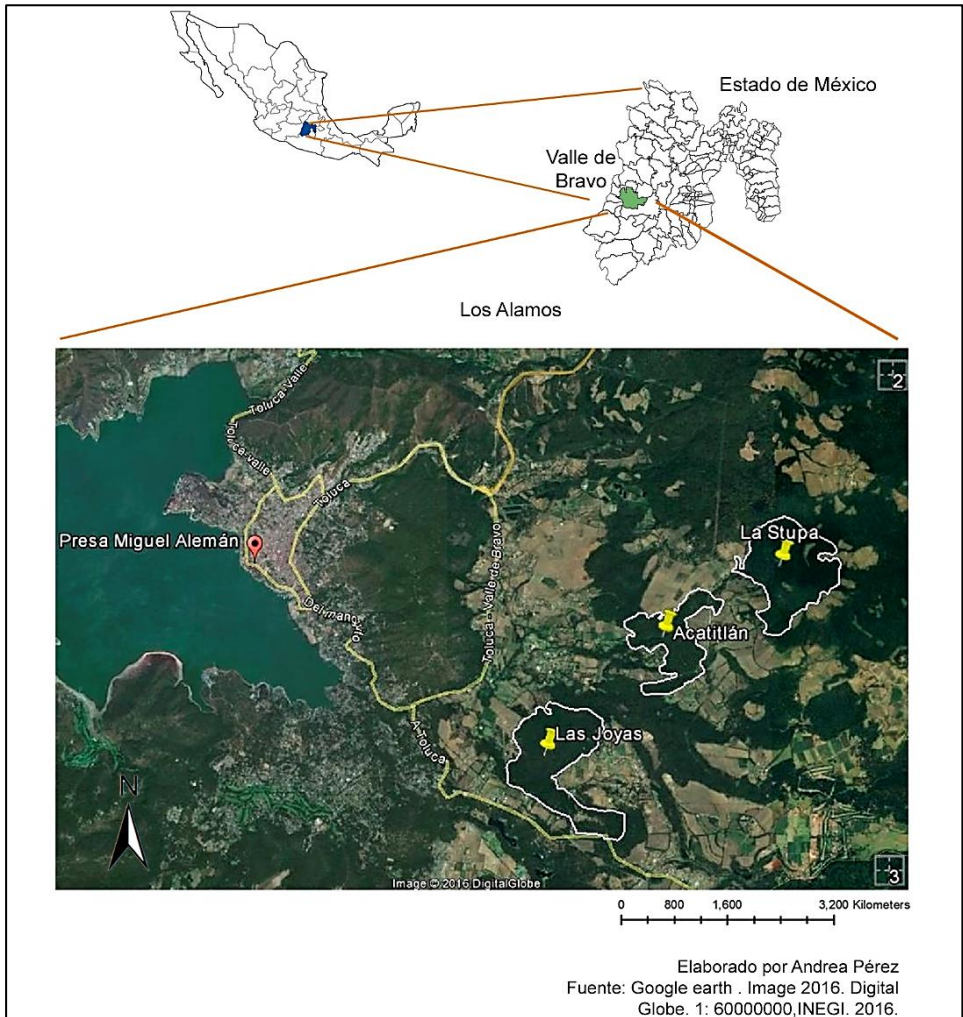 Estado de México
Valle de
Bravo
Los Alamos
2
Toluca-Valle
Toluca
Presa Miguel Alemán
Toluca - Valle de Bravo
La Stupa
Acatitlán
Las Joyas
A Toluca
N
Image © 2016 DigitalGlobe
3
0 800 1,600 3,200 Kilometers
Elaborado por Andrea Pérez
Fuente: Google earth . Image 2016. Digital
Globe. 1: 60000000,INEGI. 2016.